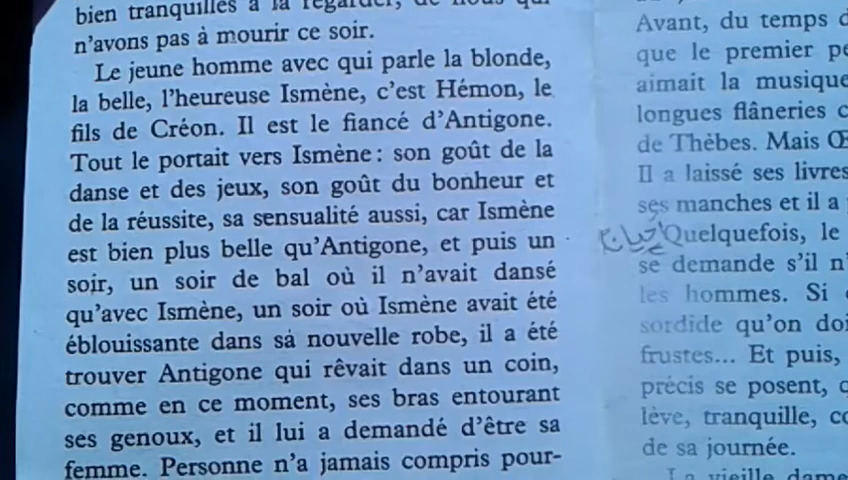 bien tranquilles à la regarder, de nous qui
n'avons pas à mourir ce soir.
Le jeune homme avec qui parle la blonde,
la belle, l'heureuse Ismène, c'est Hémon, le
fils de Créon. Il est le fiancé d'Antigone.
Tout le portait vers Ismène : son goût de la
danse et des jeux, son goût du bonheur et
de la réussite, sa sensualité aussi, car Ismène
est bien plus belle qu'Antigone, et puis un
soir, un soir de bal où il n'avait dansé
qu'avec Ismène, un soir où Ismène avait été
éblouissante dans sa nouvelle robe, il a été
trouver Antigone qui rêvait dans un coin,
comme en ce moment, ses bras entourant
ses genoux, et il lui a demandé d'être sa
femme. Personne n'a jamais compris pour-
Avant, du temps
que le premier
aimait la musique
longues flâneries
de Thèbes. Mais
Il a laissé ses livres
ses manches et il a
أحيانا
Quelquefois, le
se demande s'il
les hommes. Si
sordide qu'on
frustes... Et puis,
précis se posent,
lève, tranquille,
de sa journée.
La vieille dame